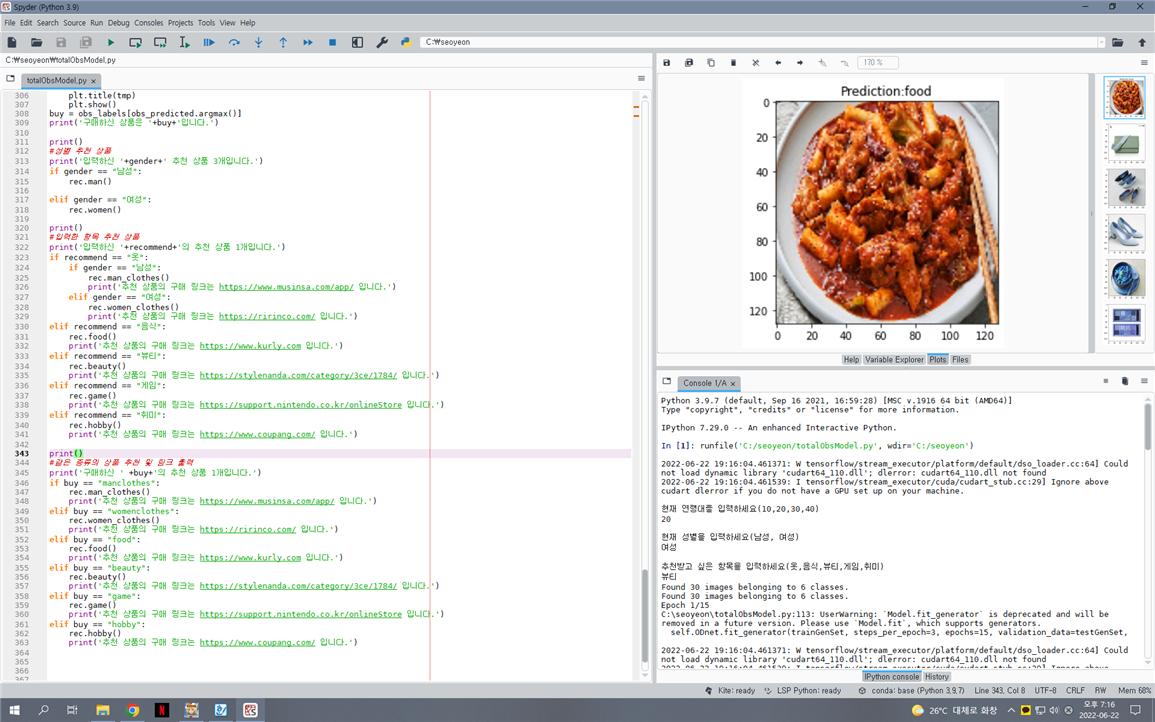 Spyder (Python 3.9)
File Edit Search Source Run Debug Consoles Projects Tools View Help
C:₩seoyeon
C:₩seoyeon₩totalObsModel.py
totalObsModel.py
306 plt.title(tmp)
307 plt.show()
308 buy = obs_labels[obs_predicted.argmax()]
309 print('구매하신 상품은 '+buy+'입니다.')
310
311 print()
312 #성별 추천 상품
313 print('입력하신 '+gender+' 추천 상품 3개입니다.')
314 if gender == "남성":
315 rec.man()
316
317 elif gender == "여성":
318 rec.women()
319
320 print()
321 #입력한 항목 추천 상품
322 print('입력하신 '+recommend+'의 추천 상품 1개입니다.')
323 if recommend == "옷":
324 if gender == "남성":
325 rec.man_clothes()
326 print('추천 상품의 구매 링크는 https://www.musinsa.com/app/ 입니다.')
327 elif gender == "여성":
328 rec.women_clothes()
329 print('추천 상품의 구매 링크는 https://ririnco.com/ 입니다.')
330 elif recommend == "음식":
331 rec.food()
332 print('추천 상품의 구매 링크는 https://www.kurly.com 입니다.')
333 elif recommend == "뷰티":
334 rec.beauty()
335 print('추천 상품의 구매 링크는 https://stylenanda.com/category/3ce/1784/ 입니다.')
336 elif recommend == "게임":
337 rec.game()
338 print('추천 상품의 구매 링크는 https://support.nintendo.co.kr/onlineStore 입니다.')
339 elif recommend == "취미":
340 rec.hobby()
341 print('추천 상품의 구매 링크는 https://www.coupang.com/ 입니다.')
342
343 print()
344 #같은 종류의 상품 추천 및 링크 출력
345 print('구매하신 ' +buy+'의 추천 상품 1개입니다.')
346 if buy == "manclothes":
347 rec.man_clothes()
348 print('추천 상품의 구매 링크는 https://www.musinsa.com/app/ 입니다.')
349 elif buy == "womenclothes":
350 rec.women_clothes()
351 print('추천 상품의 구매 링크는 https://ririnco.com/ 입니다.')
352 elif buy == "food":
353 rec.food()
354 print('추천 상품의 구매 링크는 https://www.kurly.com 입니다.')
355 elif buy == "beauty":
356 rec.beauty()
357 print('추천 상품의 구매 링크는 https://stylenanda.com/category/3ce/1784/ 입니다.')
358 elif buy == "game":
359 rec.game()
360 print('추천 상품의 구매 링크는 https://support.nintendo.co.kr/onlineStore 입니다.')
361 elif buy == "hobby":
362 rec.hobby()
363 print('추천 상품의 구매 링크는 https://www.coupang.com/ 입니다.')
364
365
366
367
170 %
Prediction:food
0
20
40
60
80
100
120
0 20 40 60 80 100 120
Help Variable Explorer Plots Files
Console 1/A
Python 3.9.7 (default, Sep 16 2021, 16:59:28) [MSC v.1916 64 bit (AMD64)]
Type "copyright", "credits" or "license" for more information.
IPython 7.29.0 -- An enhanced Interactive Python.
In [1]: runfile('C:/seoyeon/totalObsModel.py', wdir='C:/seoyeon')
2022-06-22 19:16:04.461371: W tensorflow/stream_executor/platform/default/dso_loader.cc:64] Could
not load dynamic library 'cudart64_110.dll'; dlerror: cudart64_110.dll not found
2022-06-22 19:16:04.461539: I tensorflow/stream_executor/cuda/cudart_stub.cc:29] Ignore above
cudart dlerror if you do not have a GPU set up on your machine.
현재 연령대를 입력하세요(10,20,30,40)
20
현재 성별을 입력하세요(남성, 여성)
여성
추천받고 싶은 항목을 입력하세요(옷,음식,뷰티,게임,취미)
뷰티
Found 30 images belonging to 6 classes.
Found 30 images belonging to 6 classes.
Epoch 1/15
C:\seoyeon\totalObsModel.py:113: UserWarning: `Model.fit_generator` is deprecated and will be
removed in a future version. Please use `Model.fit`, which supports generators.
self.ODnet.fit_generator(trainGenSet, steps_per_epoch=3, epochs=15, validation_data=testGenSet,
2022-06-22 19:16:04.461371: W tensorflow/stream_executor/platform/default/dso_loader.cc:64] Could
not load dynamic library 'cudart64_110.dll'; dlerror: cudart64_110.dll not found
2022-06-22 19:16:04.461539: I tensorflow/stream_executor/cuda/cudart_stub.cc:29] Ignore above
IPython console History
Kite: ready LSP Python: ready conda: base (Python 3.9.7) Line 343, Col 8 UTF-8 CRLF RW Mem 68%
26°C 대체로 화창
오후 7:16
2022-06-22